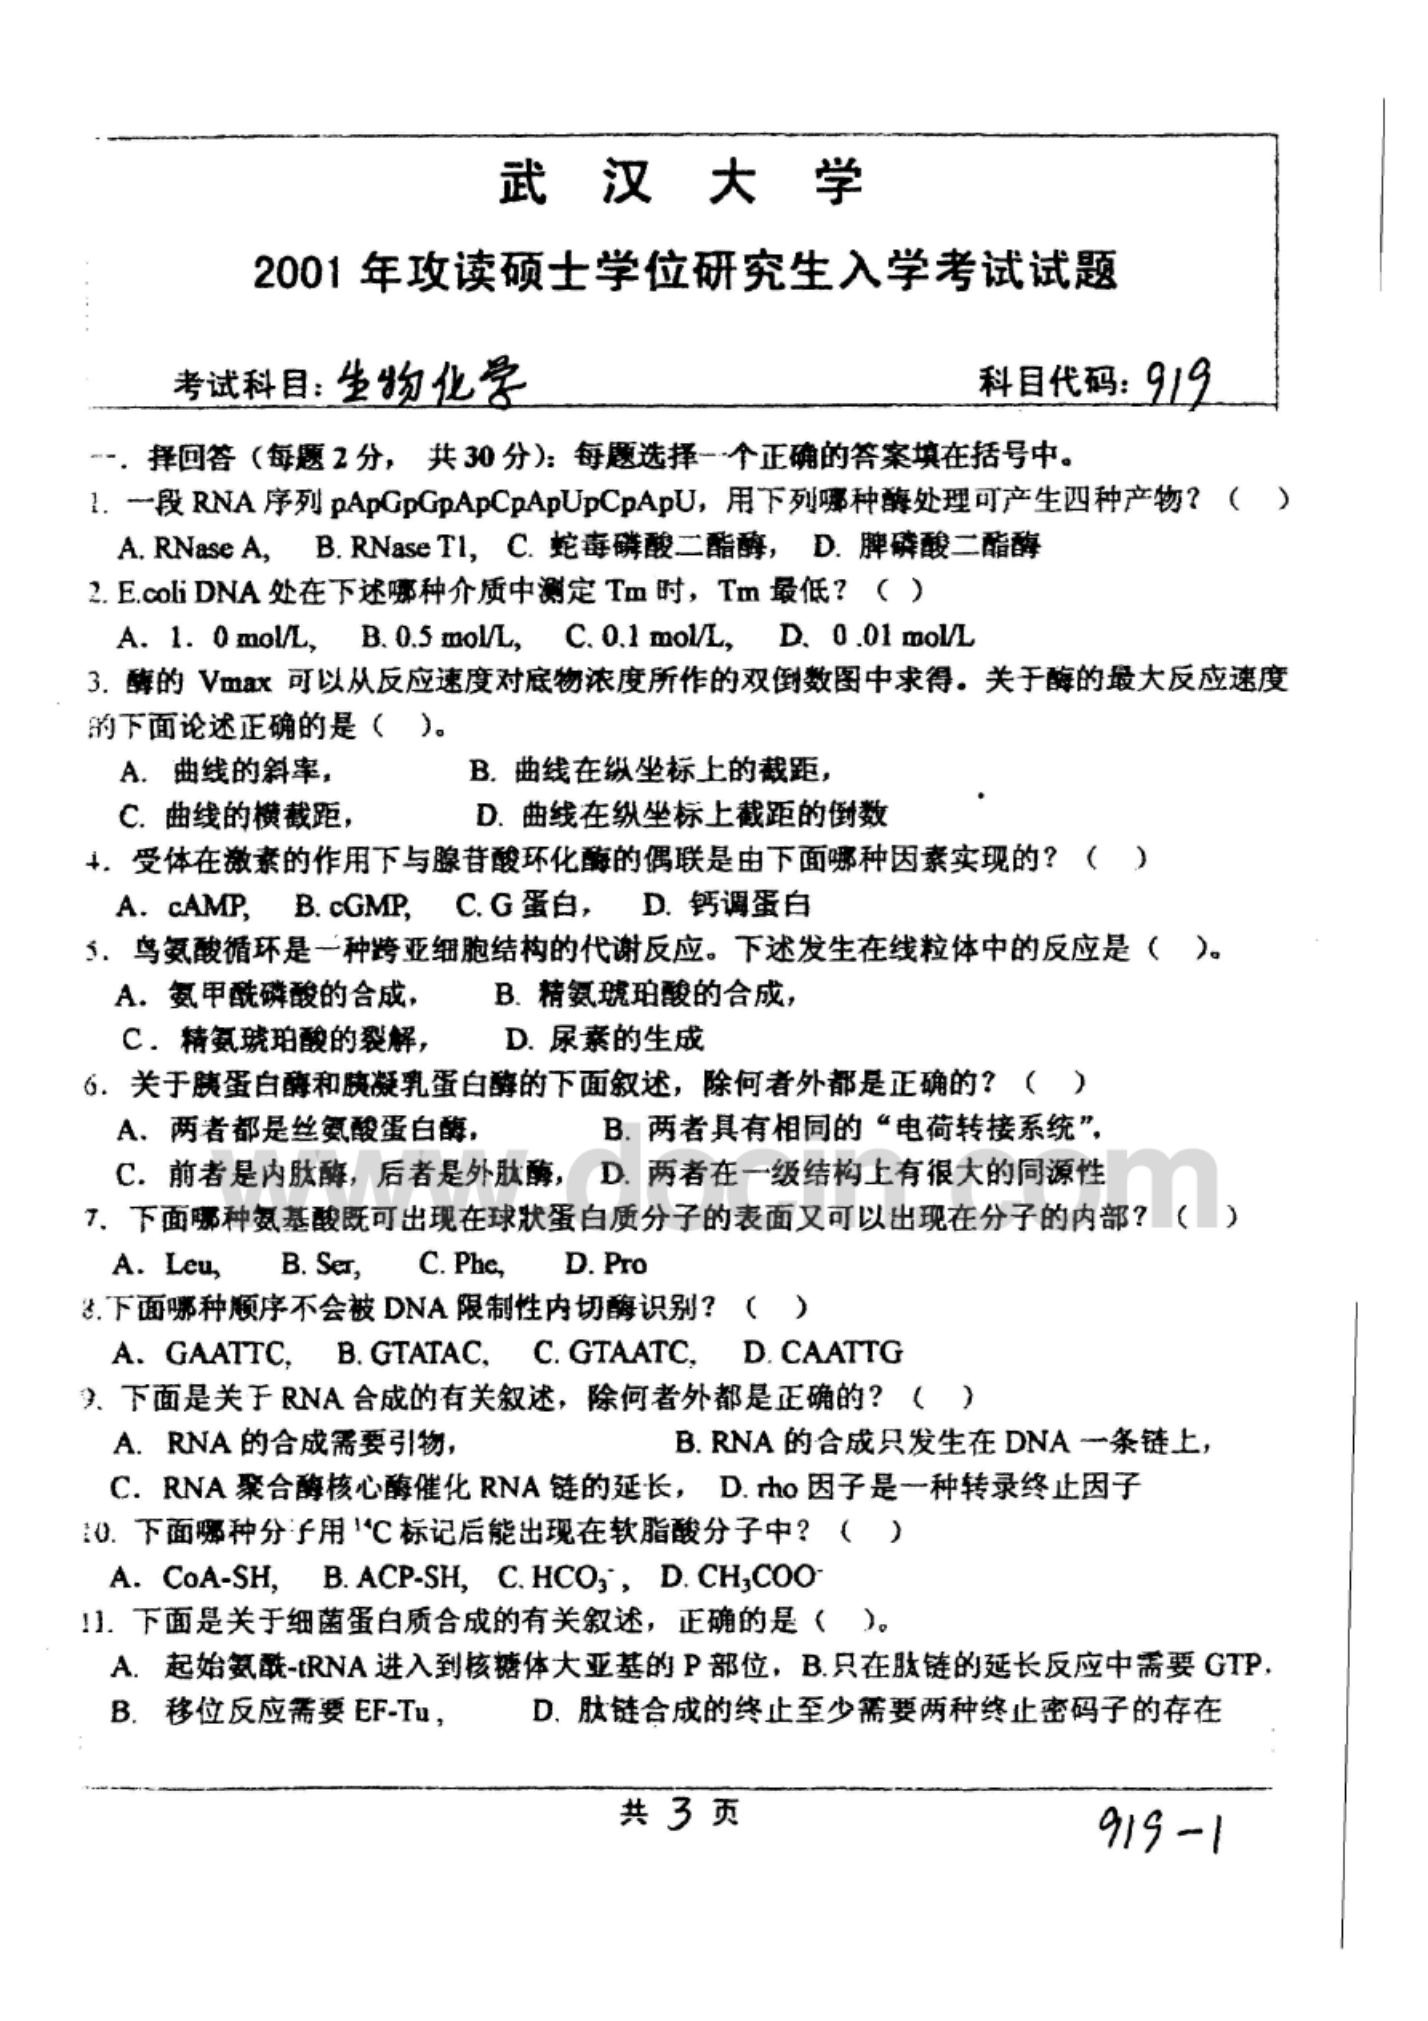 武 汉 大 学
2001 年攻读硕士学位研究生入学考试试题
考试科目：生物化学 科目代码：919
一．择回答（每题 2 分， 共 30 分）：每题选择一个正确的答案填在括号中。
1. 一段 RNA 序列 pApGpGpApCpApUpCpApU，用下列哪种酶处理可产生四种产物？（ ）
A. RNase A, B. RNase T1, C. 蛇毒磷酸二酯酶， D. 脾磷酸二酯酶
2. E.coli DNA 处在下述哪种介质中测定 Tm 时，Tm 最低？（ ）
A．1．0 mol/L, B. 0.5 mol/L, C. 0.1 mol/L, D. 0 .01 mol/L
3. 酶的 Vmax 可以从反应速度对底物浓度所作的双倒数图中求得。关于酶的最大反应速度
的下面论述正确的是（ ）。
A. 曲线的斜率， B. 曲线在纵坐标上的截距，
C. 曲线的横截距， D. 曲线在纵坐标上截距的倒数
4．受体在激素的作用下与腺苷酸环化酶的偶联是由下面哪种因素实现的？（ ）
A．cAMP, B. cGMP, C. G 蛋白， D. 钙调蛋白
5．鸟氨酸循环是一种跨亚细胞结构的代谢反应。下述发生在线粒体中的反应是（ ）。
A．氨甲酰磷酸的合成， B. 精氨琥珀酸的合成，
C．精氨琥珀酸的裂解， D. 尿素的生成
6．关于胰蛋白酶和胰凝乳蛋白酶的下面叙述，除何者外都是正确的？（ ）
A．两者都是丝氨酸蛋白酶， B. 两者具有相同的“电荷转接系统”，
C．前者是内肽酶，后者是外肽酶， D. 两者在一级结构上有很大的同源性
www.docin.com
7．下面哪种氨基酸既可出现在球状蛋白质分子的表面又可以出现在分子的内部？（ ）
A．Leu, B. Ser, C. Phe, D. Pro
8.下面哪种顺序不会被 DNA 限制性内切酶识别？（ ）
A．GAATTC, B. GTATAC, C. GTAATC, D. CAATTG
9. 下面是关于 RNA 合成的有关叙述，除何者外都是正确的？（ ）
A. RNA 的合成需要引物， B. RNA 的合成只发生在 DNA 一条链上，
C．RNA 聚合酶核心酶催化 RNA 链的延长， D. rho 因子是一种转录终止因子
10. 下面哪种分子用 ¹⁴C 标记后能出现在软脂酸分子中？（ ）
A．CoA-SH, B. ACP-SH, C. HCO₃⁻, D. CH₃COO⁻
11. 下面是关于细菌蛋白质合成的有关叙述，正确的是（ ）。
A. 起始氨酰-tRNA 进入到核糖体大亚基的 P 部位，B.只在肽链的延长反应中需要 GTP，
B. 移位反应需要 EF-Tu， D. 肽链合成的终止至少需要两种终止密码子的存在
共 3 页
919-1